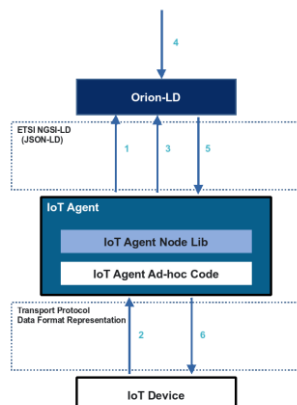 4
Orion-LD
ETSI NGSI-LD
(JSON-LD)
1
3
5
IoT Agent
IoT Agent Node Lib
IoT Agent Ad-hoc Code
Transport Protocol
Data Format Representation
2
6
IoT Device